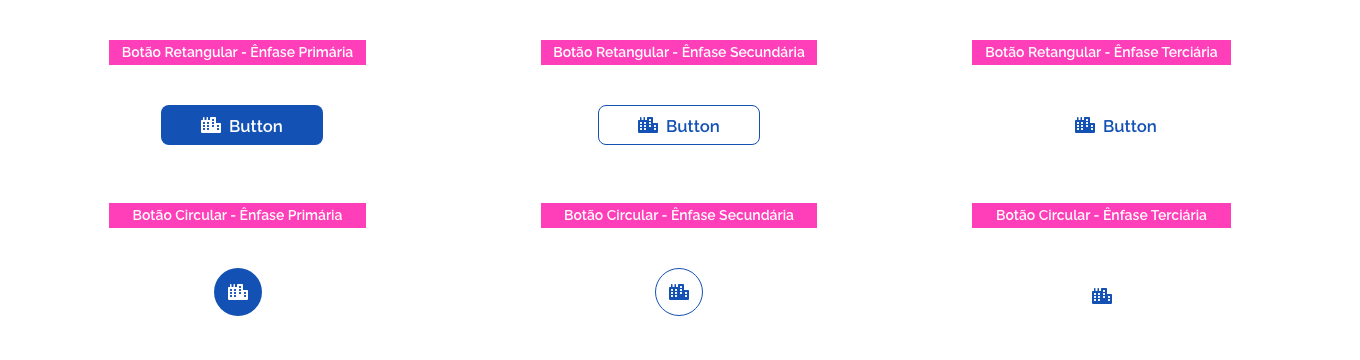 Botão Retangular - Ênfase Primária
Botão Retangular - Ênfase Secundária
Botão Retangular - Ênfase Terciária
Button
Button
Button
Botão Circular - Ênfase Primária
Botão Circular - Ênfase Secundária
Botão Circular - Ênfase Terciária